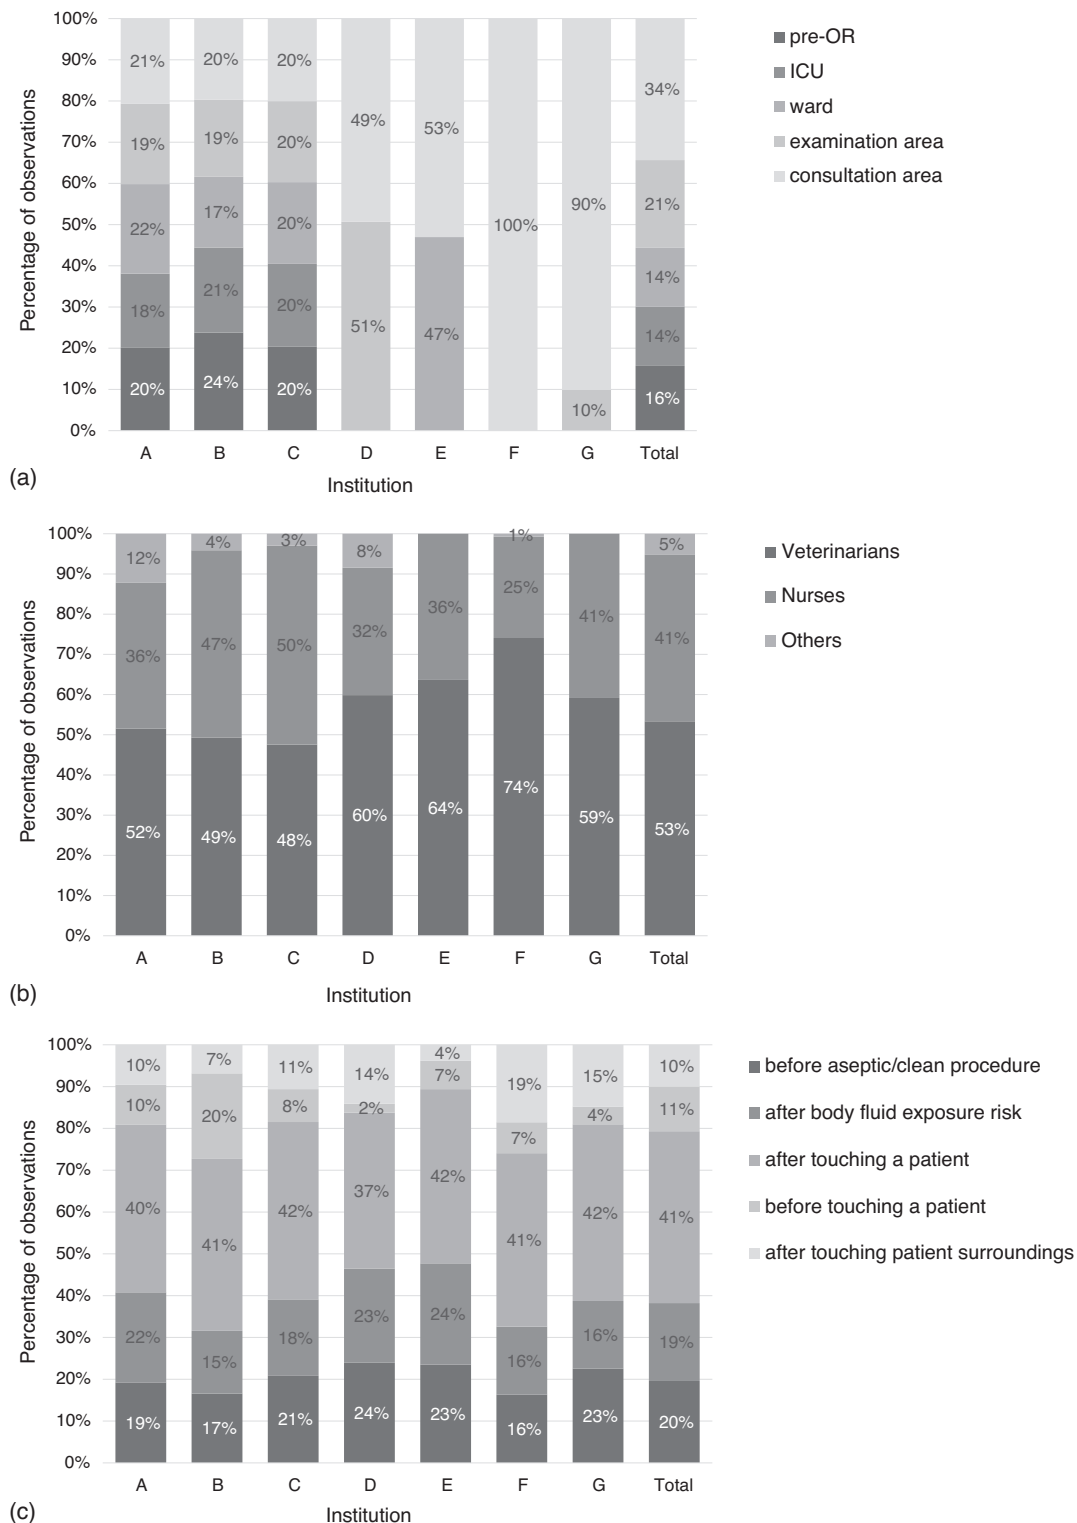 100%
90%
80%
70%
60%
50%
40%
30%
20%
10%
0%
Percentage of observations
21% 20% 20% 49% 53% 100% 90% 34%
19% 19% 20% 51% 47% 10% 21%
22% 17% 20% 14%
18% 21% 20% 14%
20% 24% 20% 16%
A B C D E F G Total
Institution
(a)
pre-OR
ICU
ward
examination area
consultation area
100%
90%
80%
70%
60%
50%
40%
30%
20%
10%
0%
Percentage of observations
12% 4% 3% 8% 1% 5%
36% 47% 50% 32% 36% 25% 41% 41%
52% 49% 48% 60% 64% 74% 59% 53%
A B C D E F G Total
Institution
(b)
Veterinarians
Nurses
Others
100%
90%
80%
70%
60%
50%
40%
30%
20%
10%
0%
Percentage of observations
10% 7% 11% 14% 4% 19% 15% 10%
10% 20% 8% 2% 7% 7% 4% 11%
40% 41% 42% 37% 42% 41% 42% 41%
22% 15% 18% 23% 24% 16% 16% 19%
19% 17% 21% 24% 23% 16% 23% 20%
A B C D E F G Total
Institution
(c)
before aseptic/clean procedure
after body fluid exposure risk
after touching a patient
before touching a patient
after touching patient surroundings